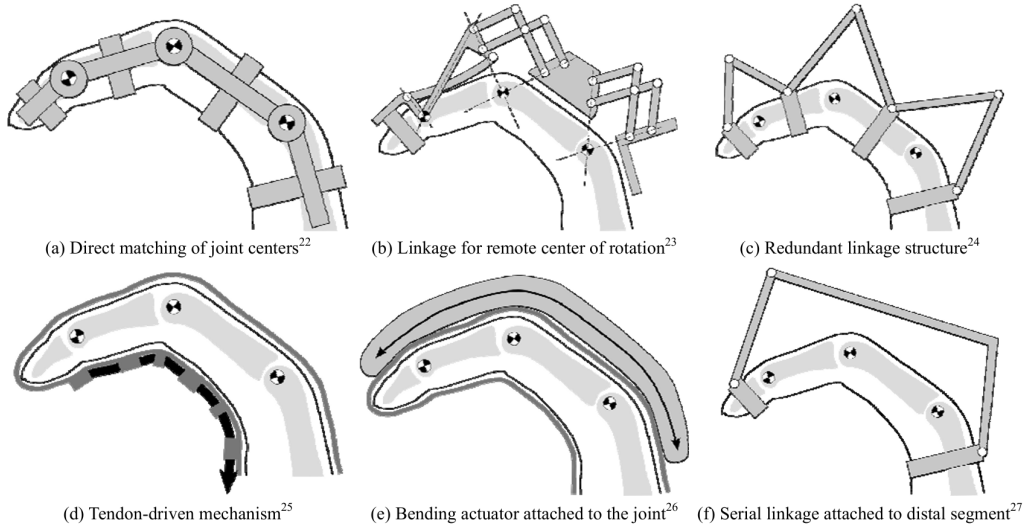 (a) Direct matching of joint centers22
(b) Linkage for remote center of rotation23
(c) Redundant linkage structure24
(d) Tendon-driven mechanism25
(e) Bending actuator attached to the joint26
(f) Serial linkage attached to distal segment27